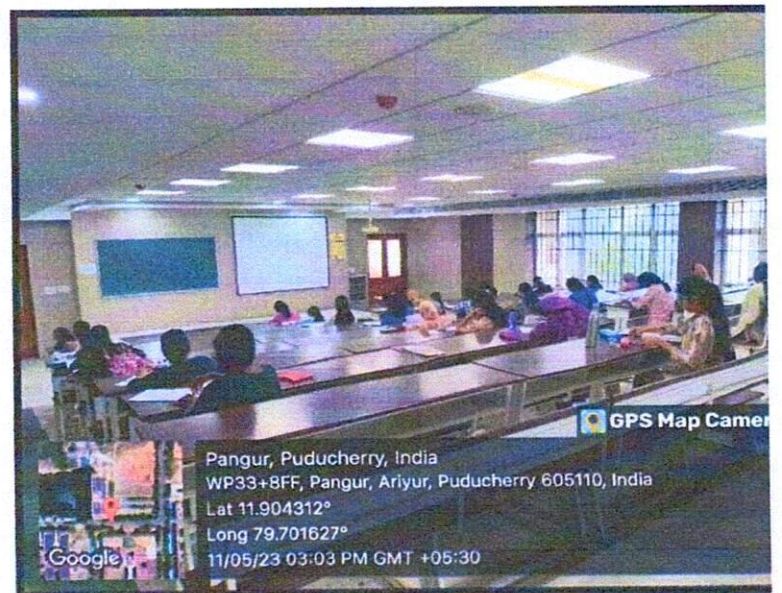 GPS Map Camer
Pangur, Puducherry, India
WP33+8FF, Pangur, Ariyur, Puducherry 605110, India
Lat 11.904312°
Long 79.701627°
11/05/23 03:03 PM GMT +05:30
Google